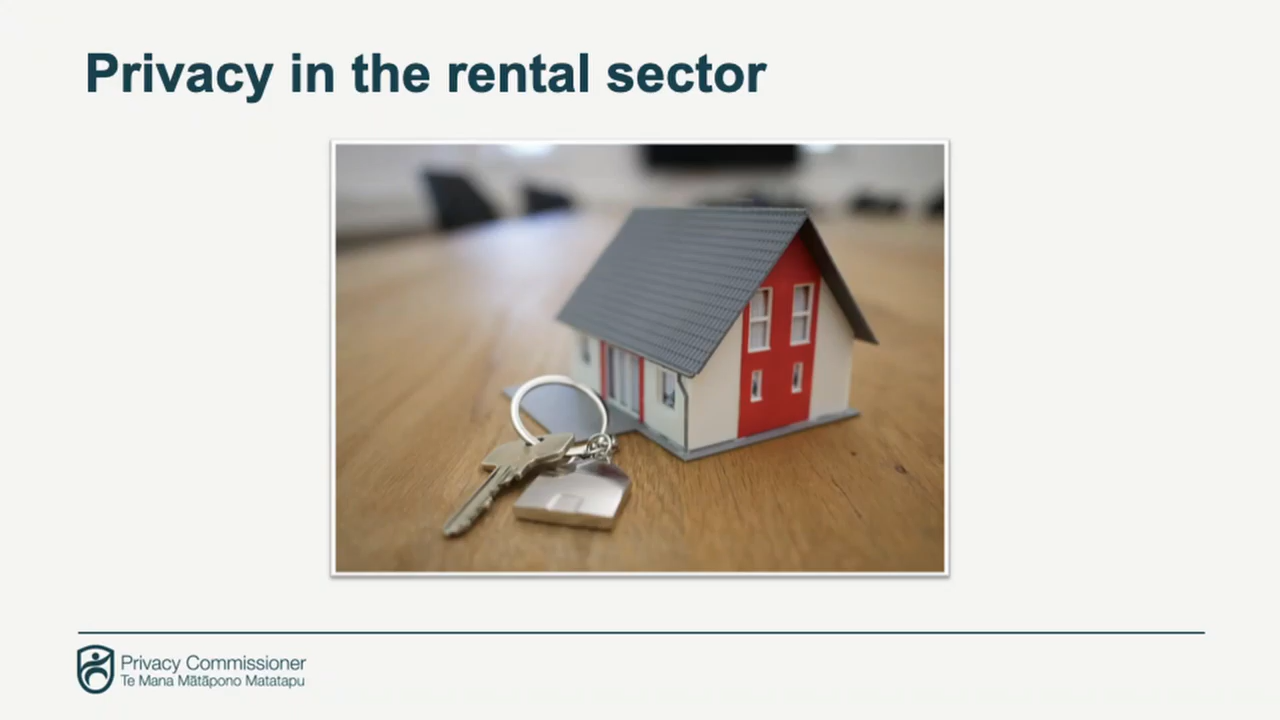 Privacy in the rental sector
Privacy Commissioner
Te Mana Mātāpono Matatapu